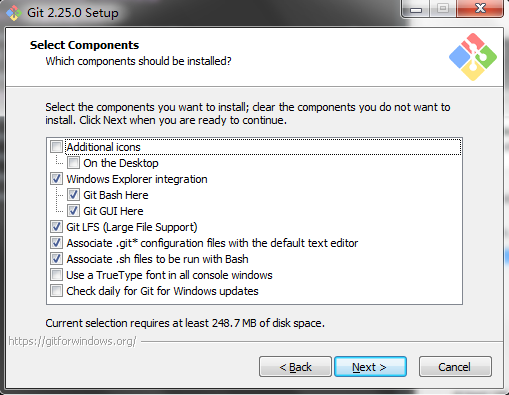 Git 2.25.0 Setup
Select Components
Which components should be installed?
Select the components you want to install; clear the components you do not want to
install. Click Next when you are ready to continue.
Additional icons
On the Desktop
Windows Explorer integration
Git Bash Here
Git GUI Here
Git LFS (Large File Support)
Associate .git* configuration files with the default text editor
Associate .sh files to be run with Bash
Use a TrueType font in all console windows
Check daily for Git for Windows updates
Current selection requires at least 248.7 MB of disk space.
https://gitforwindows.org/
< Back
Next >
Cancel